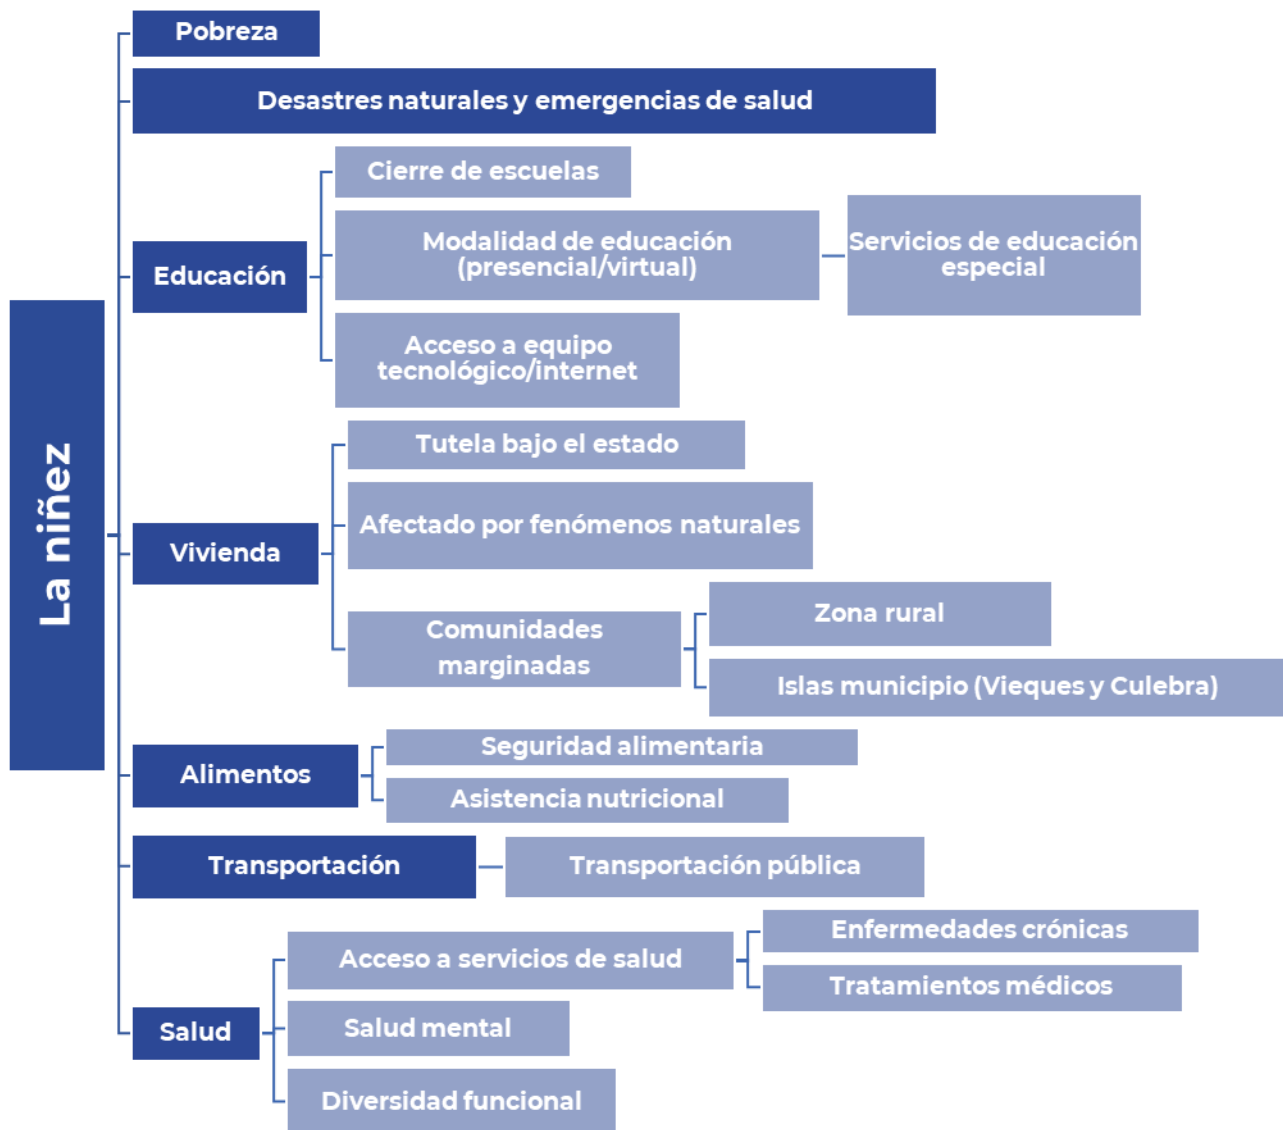 La niñez
Pobreza
Desastres naturales y emergencias de salud
Educación
Cierre de escuelas
Modalidad de educación
(presencial/virtual)
Servicios de educación
especial
Acceso a equipo
tecnológico/internet
Vivienda
Tutela bajo el estado
Afectado por fenómenos naturales
Comunidades
marginadas
Zona rural
Islas municipio (Vieques y Culebra)
Alimentos
Seguridad alimentaria
Asistencia nutricional
Transportación
Transportación pública
Salud
Acceso a servicios de salud
Enfermedades crónicas
Tratamientos médicos
Salud mental
Diversidad funcional